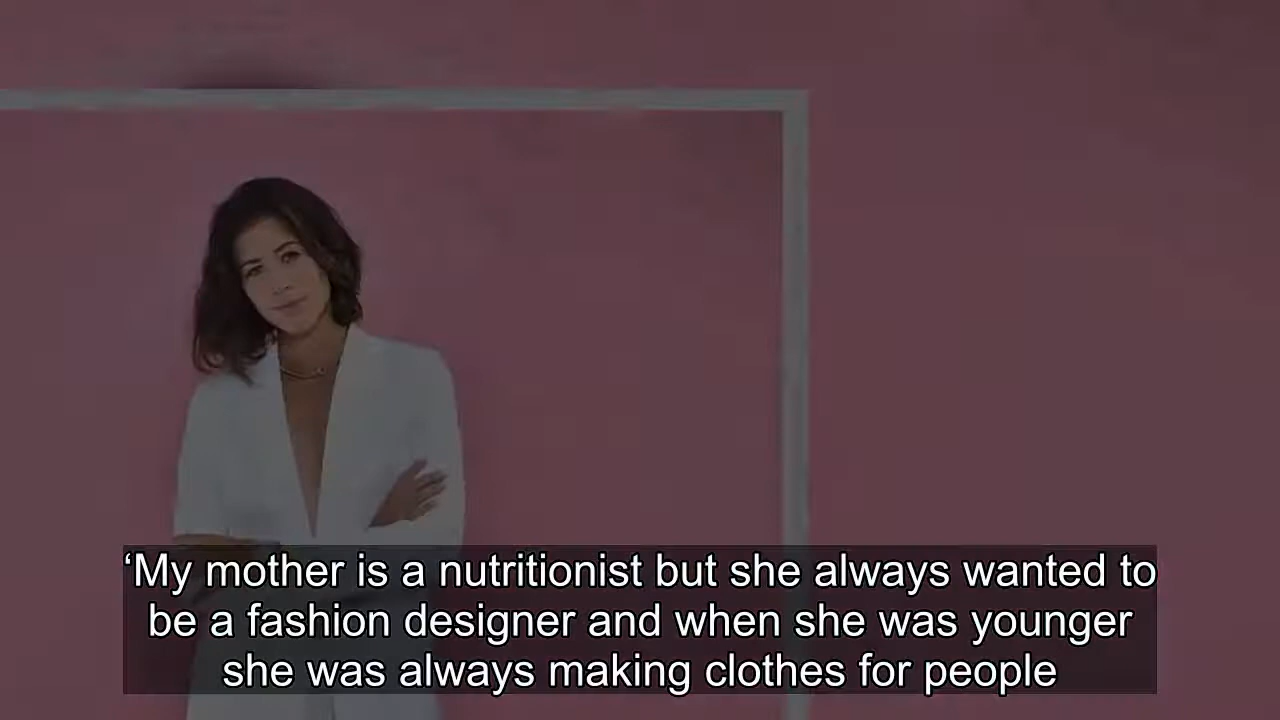 ‘My mother is a nutritionist but she always wanted to
be a fashion designer and when she was younger
she was always making clothes for people